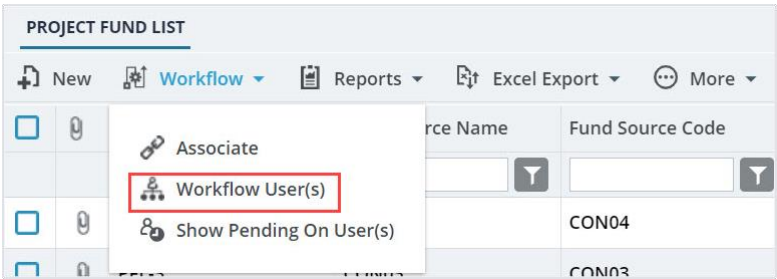 PROJECT FUND LIST
New Workflow Reports Excel Export More
rce Name Fund Source Code
Associate
Workflow User(s)
CON04
Show Pending On User(s)
CON03